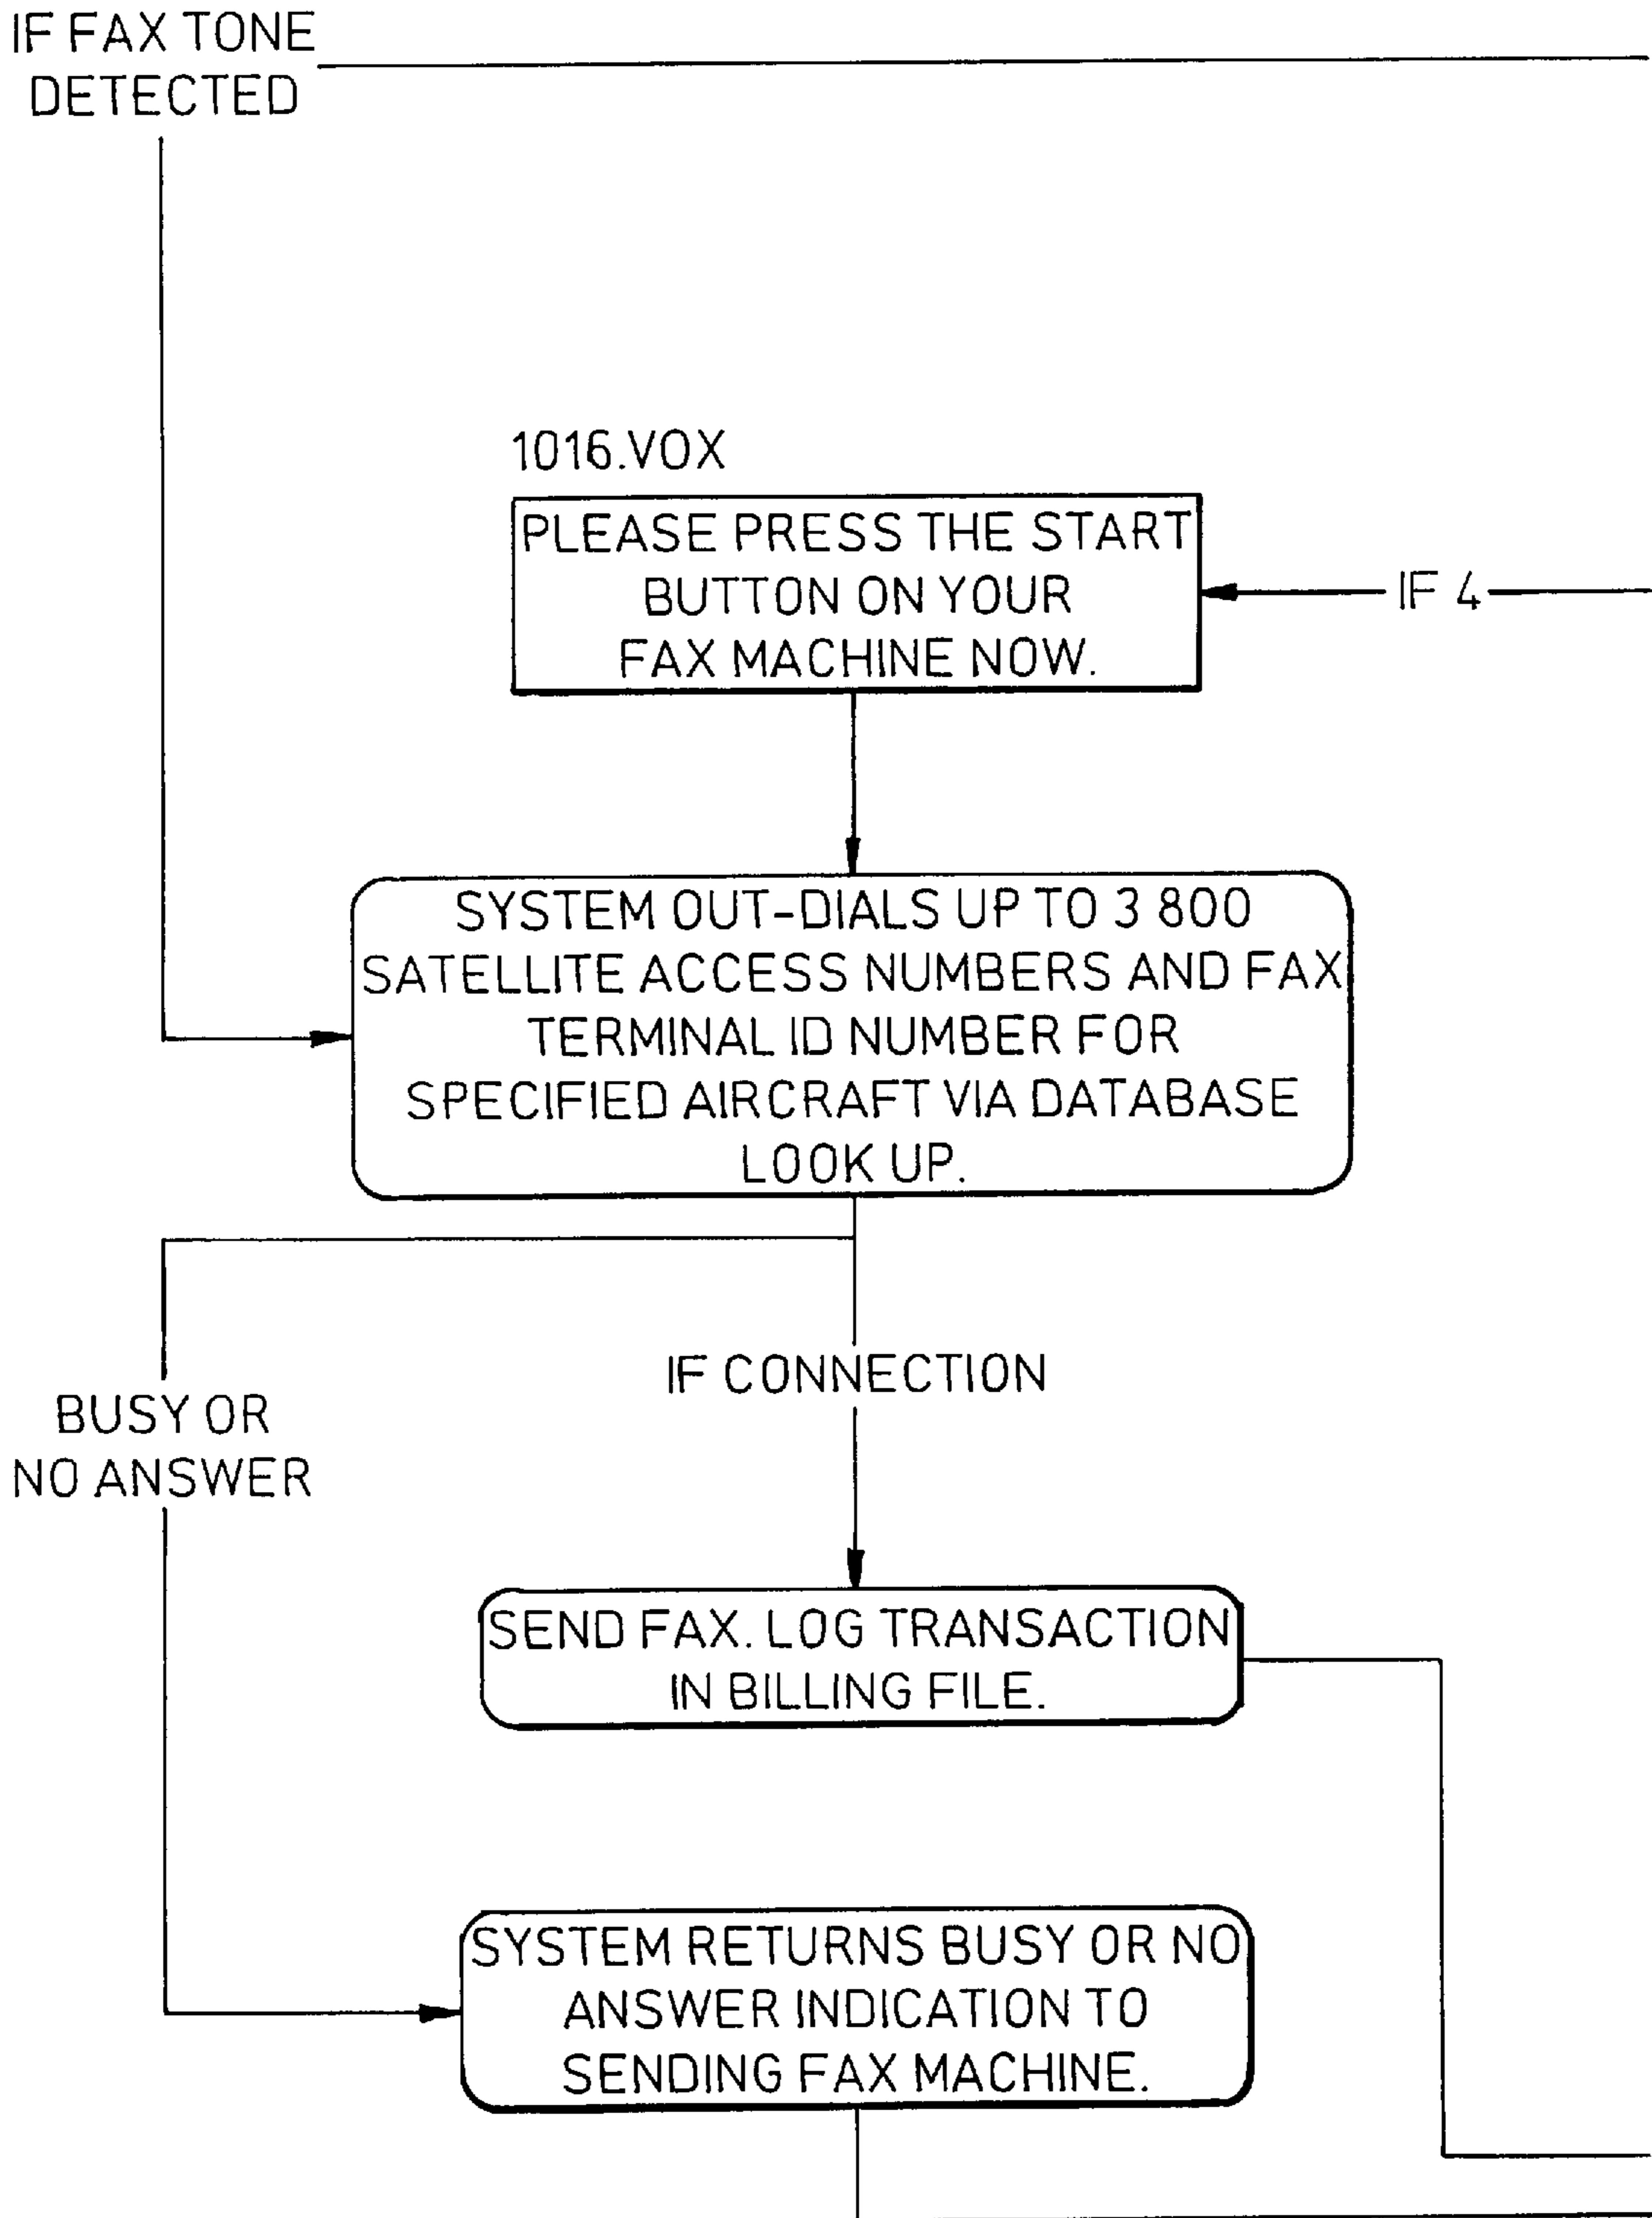 IF FAX TONE
DETECTED
1016.VOX
PLEASE PRESS THE START
BUTTON ON YOUR
FAX MACHINE NOW.
IF 4
SYSTEM OUT-DIALS UP TO 3 800
SATELLITE ACCESS NUMBERS AND FAX
TERMINAL ID NUMBER FOR
SPECIFIED AIRCRAFT VIA DATABASE
LOOK UP.
IF CONNECTION
BUSY OR
NO ANSWER
SEND FAX. LOG TRANSACTION
IN BILLING FILE.
SYSTEM RETURNS BUSY OR NO
ANSWER INDICATION TO
SENDING FAX MACHINE.